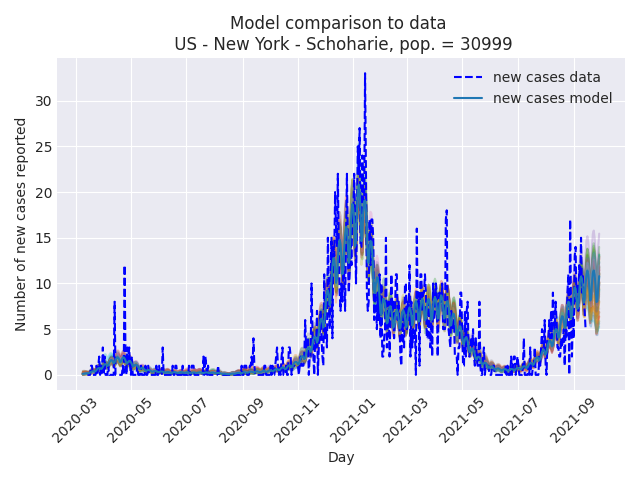 Model comparison to data
US - New York - Schoharie, pop. = 30999
new cases data
new cases model
Number of new cases reported
30
25
20
15
10
5
0
2020-03
2020-05
2020-07
2020-09
2020-11
2021-01
2021-03
2021-05
2021-07
2021-09
Day